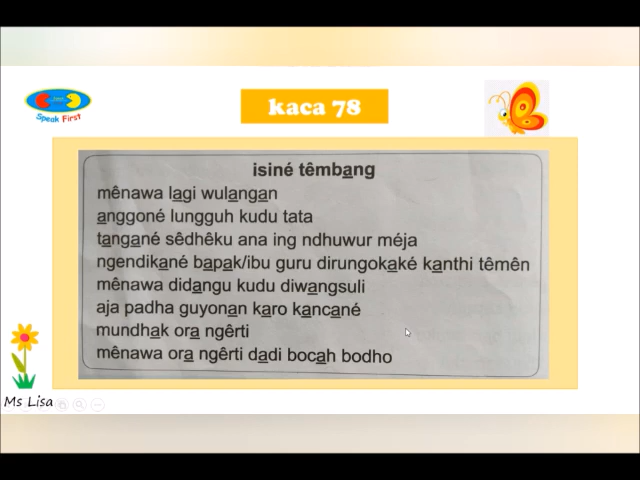 kaca 78
Speak First
isiné têmbang
mênawa lagi wulangan
anggoné lungguh kudu tata
tangané sêdhêku ana ing ndhuwur méja
ngendikané bapak/ibu guru dirungokaké kanthi têmên
mênawa didangu kudu diwangsuli
aja padha guyonan karo kancané
mundhak ora ngêrti
mênawa ora ngêrti dadi bocah bodho
Ms Lisa